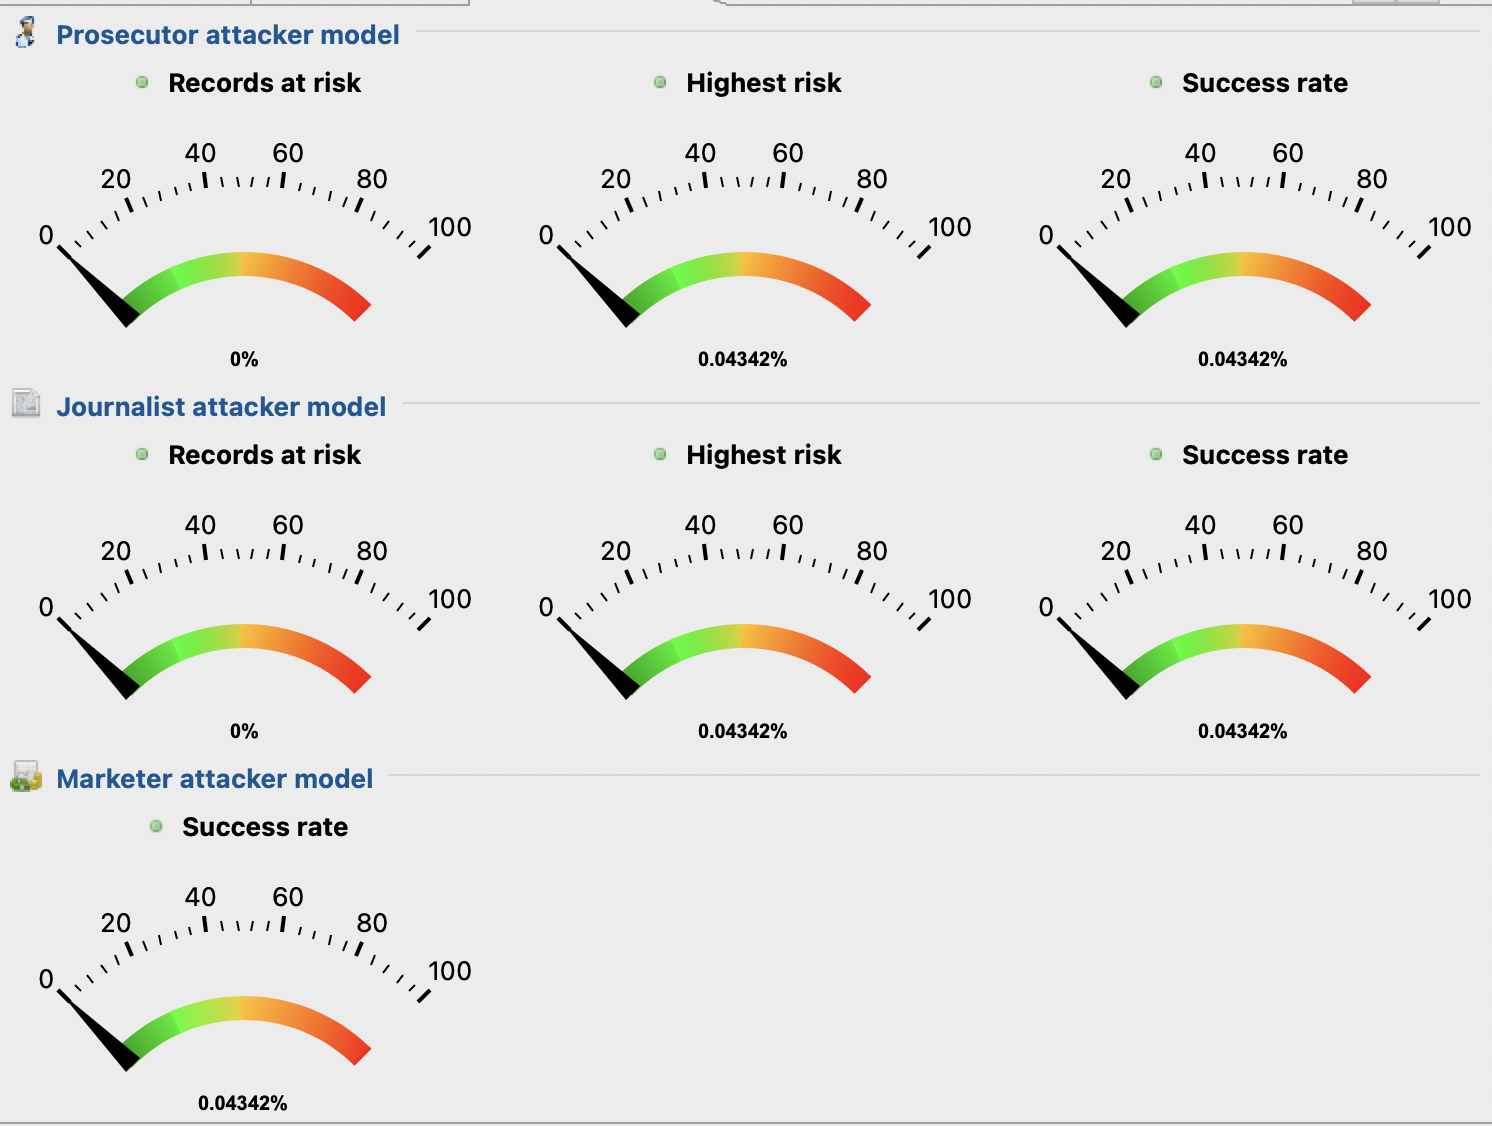 Prosecutor attacker model
Records at risk
Highest risk
Success rate
0 20 40 60 80 100
0 20 40 60 80 100
0 20 40 60 80 100
0%
0.04342%
0.04342%
Journalist attacker model
Records at risk
Highest risk
Success rate
0 20 40 60 80 100
0 20 40 60 80 100
0 20 40 60 80 100
0%
0.04342%
0.04342%
Marketer attacker model
Success rate
0 20 40 60 80 100
0.04342%